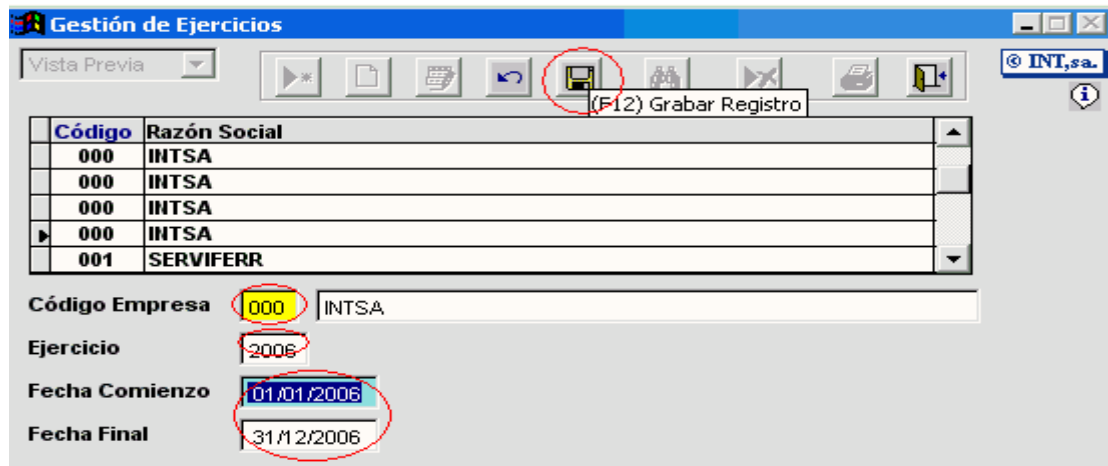 Gestión de Ejercicios
Vista Previa
© INT,sa.
(F12) Grabar Registro
Código Razón Social
000 INTSA
000 INTSA
000 INTSA
000 INTSA
001 SERVIFERR
Código Empresa 000 INTSA
Ejercicio 2006
Fecha Comienzo 01/01/2006
Fecha Final 31/12/2006